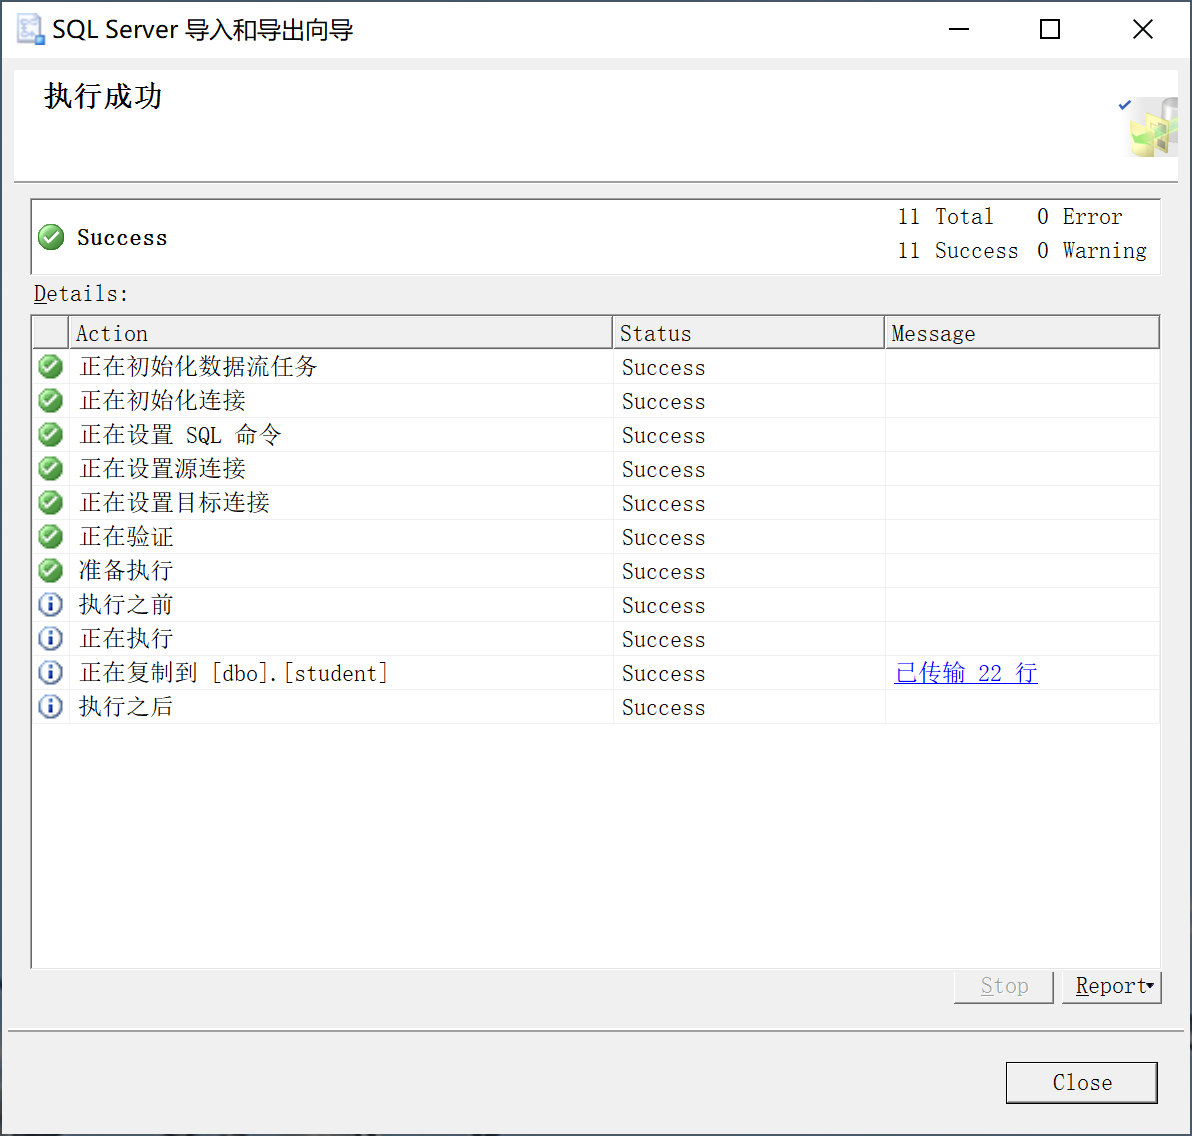 SQL Server 导入和导出向导
执行成功
Success
11 Total 0 Error
11 Success 0 Warning
Details:
Action Status Message
正在初始化数据流任务 Success
正在初始化连接 Success
正在设置 SQL 命令 Success
正在设置源连接 Success
正在设置目标连接 Success
正在验证 Success
准备执行 Success
执行之前 Success
正在执行 Success
正在复制到 [dbo].[student] Success 已传输 22 行
执行之后 Success
Stop Report
Close